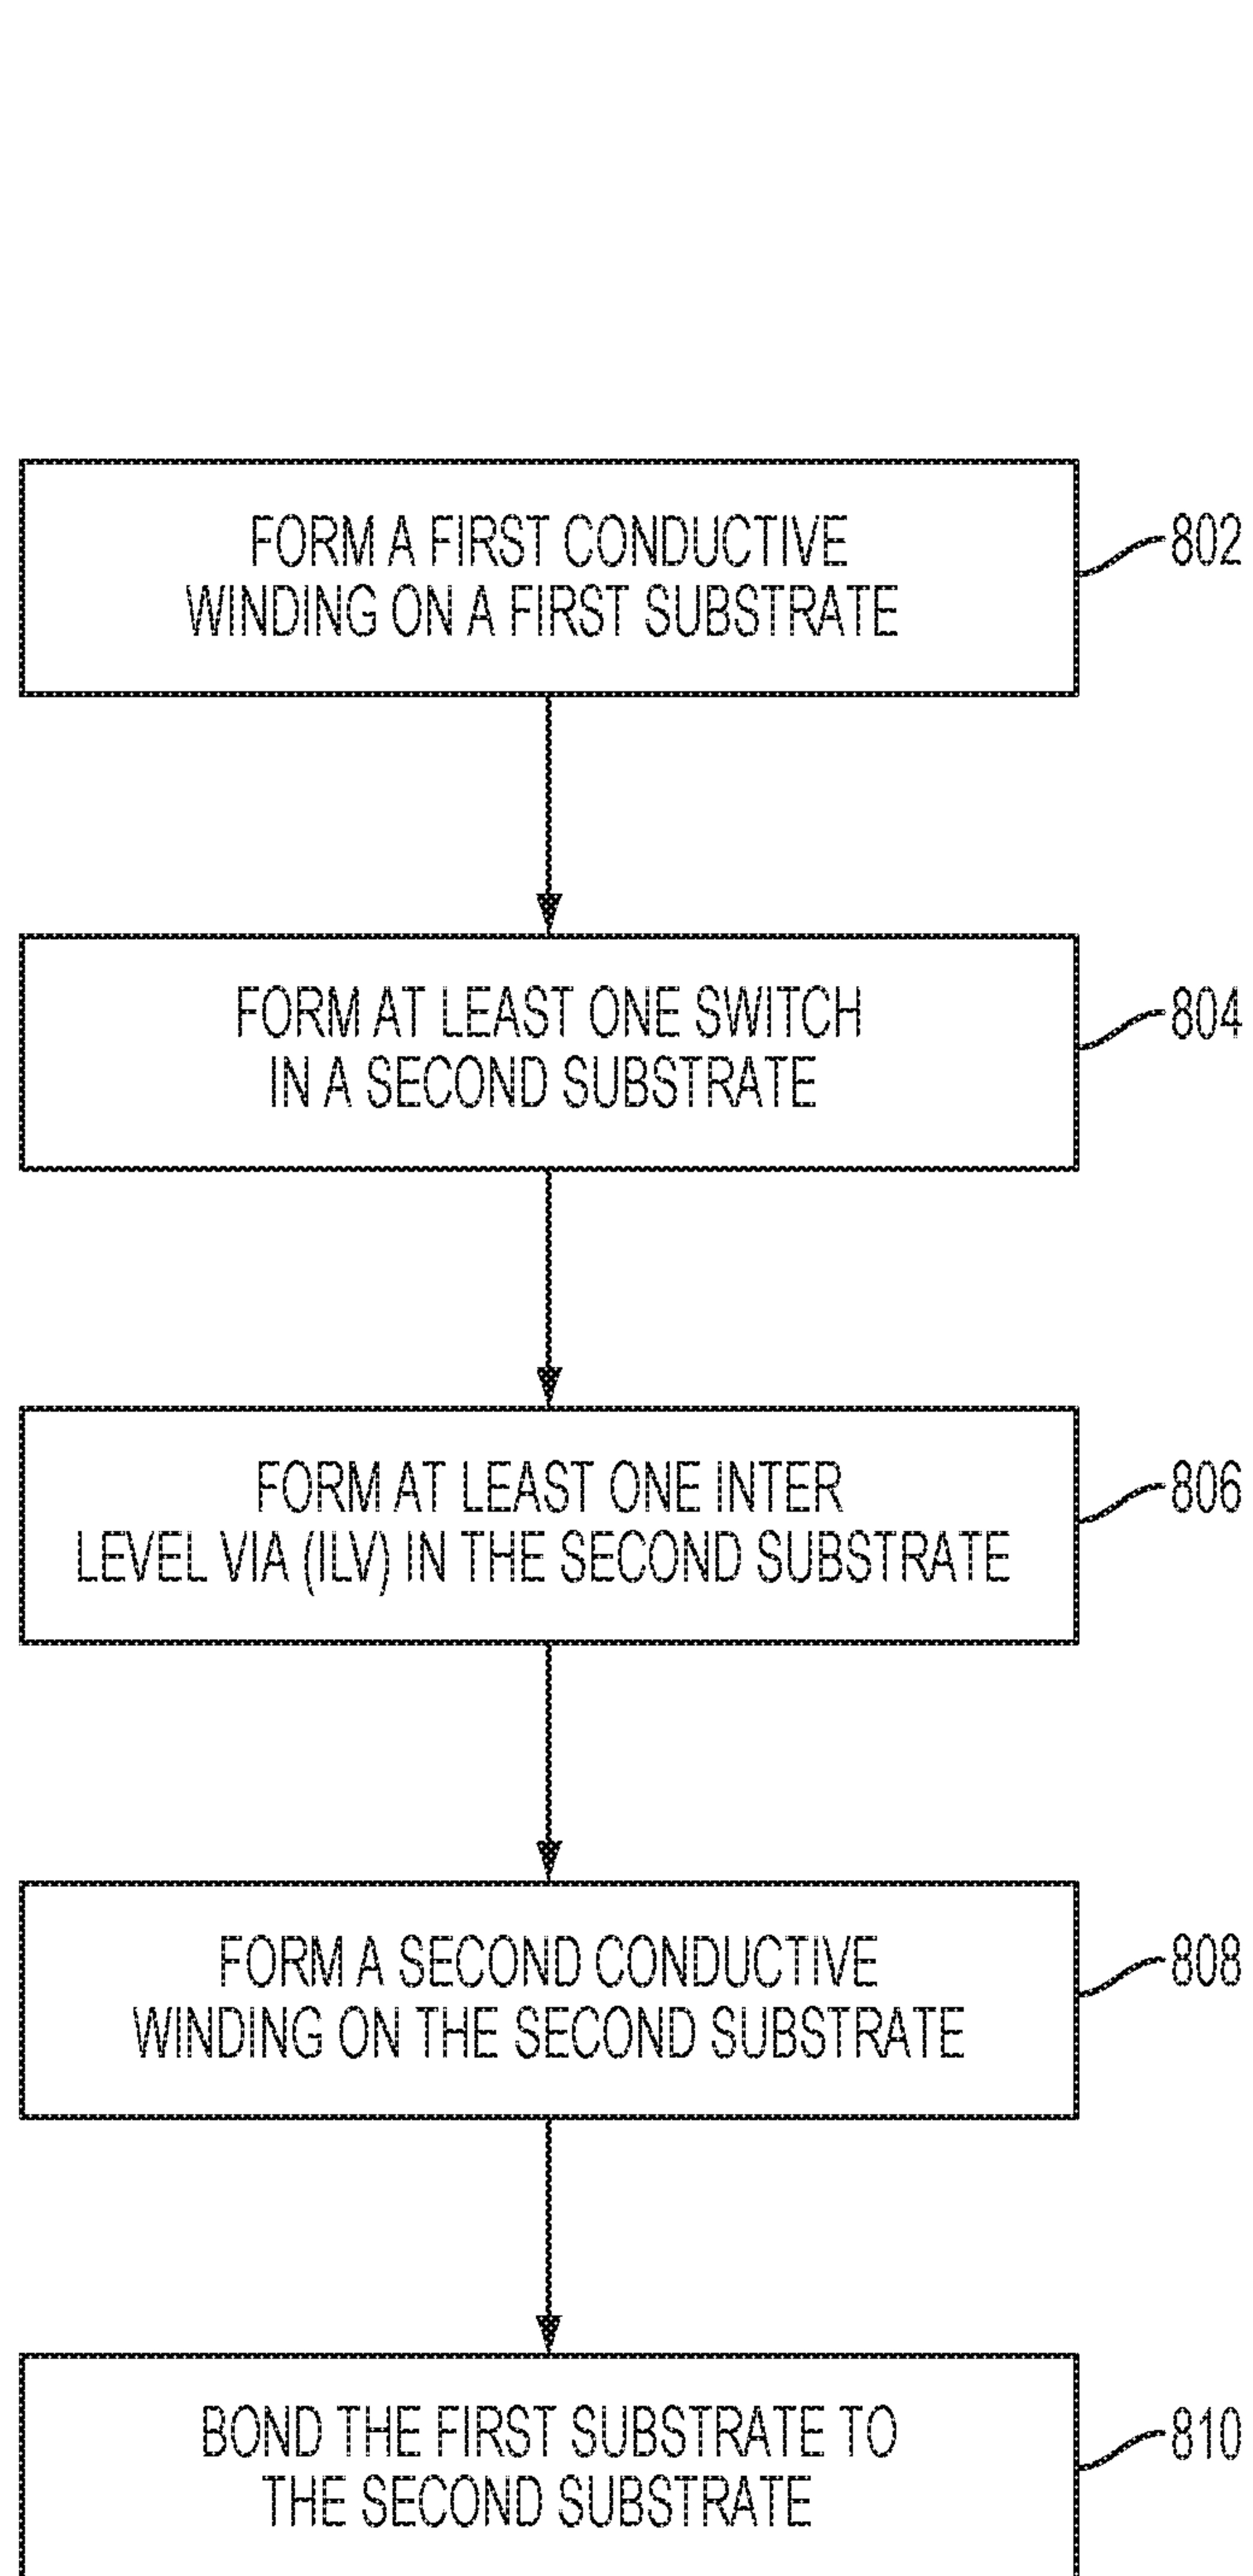 FORM A FIRST CONDUCTIVE
WINDING ON A FIRST SUBSTRATE
802
FORM AT LEAST ONE SWITCH
IN A SECOND SUBSTRATE
804
FORM AT LEAST ONE INTER
LEVEL VIA (ILV) IN THE SECOND SUBSTRATE
806
FORM A SECOND CONDUCTIVE
WINDING ON THE SECOND SUBSTRATE
808
BOND THE FIRST SUBSTRATE TO
THE SECOND SUBSTRATE
810